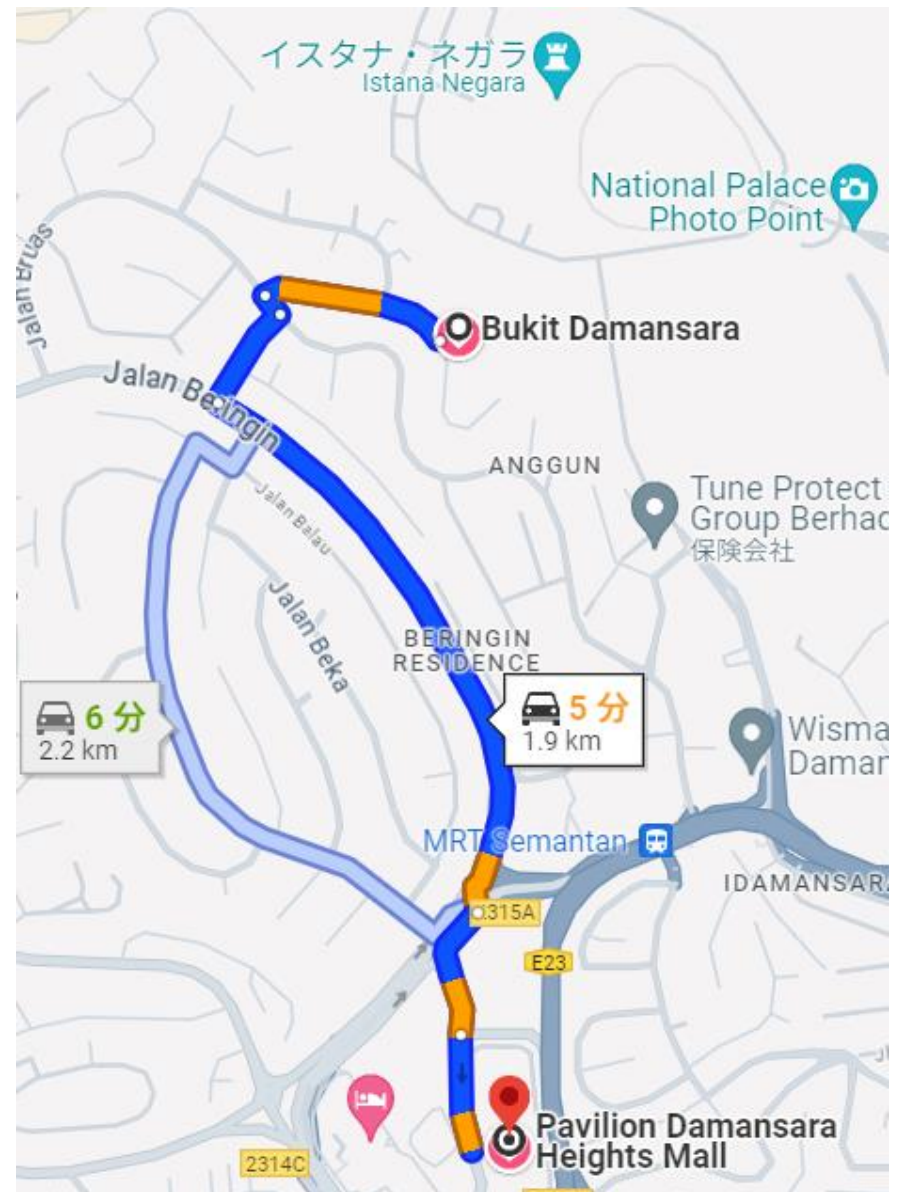 イスタナ・ネガラ
Istana Negara
National Palace
Photo Point
Jalan Bruas
Bukit Damansara
Jalan Beringin
ANGGUN
Tune Protect
Group Berhad
保険会社
Jalan Balau
Jalan Beka
BERINGIN
RESIDENCE
6 分
2.2 km
5 分
1.9 km
Wisma
Daman
MRT Semantan
IDAMANSARA
2315A
E23
Pavilion Damansara
Heights Mall
2314C